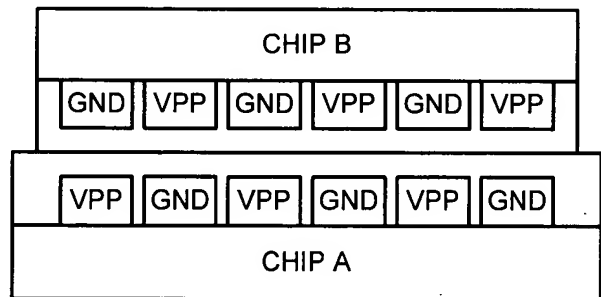 CHIP B
GND VPP GND VPP GND VPP
VPP GND VPP GND VPP GND
CHIP A